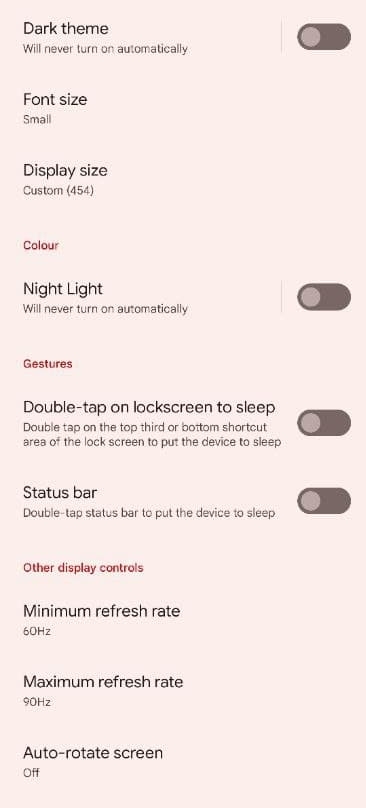 Dark theme
Will never turn on automatically
Font size
Small
Display size
Custom (454)
Colour
Night Light
Will never turn on automatically
Gestures
Double-tap on lockscreen to sleep
Double tap on the top third or bottom shortcut
area of the lock screen to put the device to sleep
Status bar
Double-tap status bar to put the device to sleep
Other display controls
Minimum refresh rate
60Hz
Maximum refresh rate
90Hz
Auto-rotate screen
Off